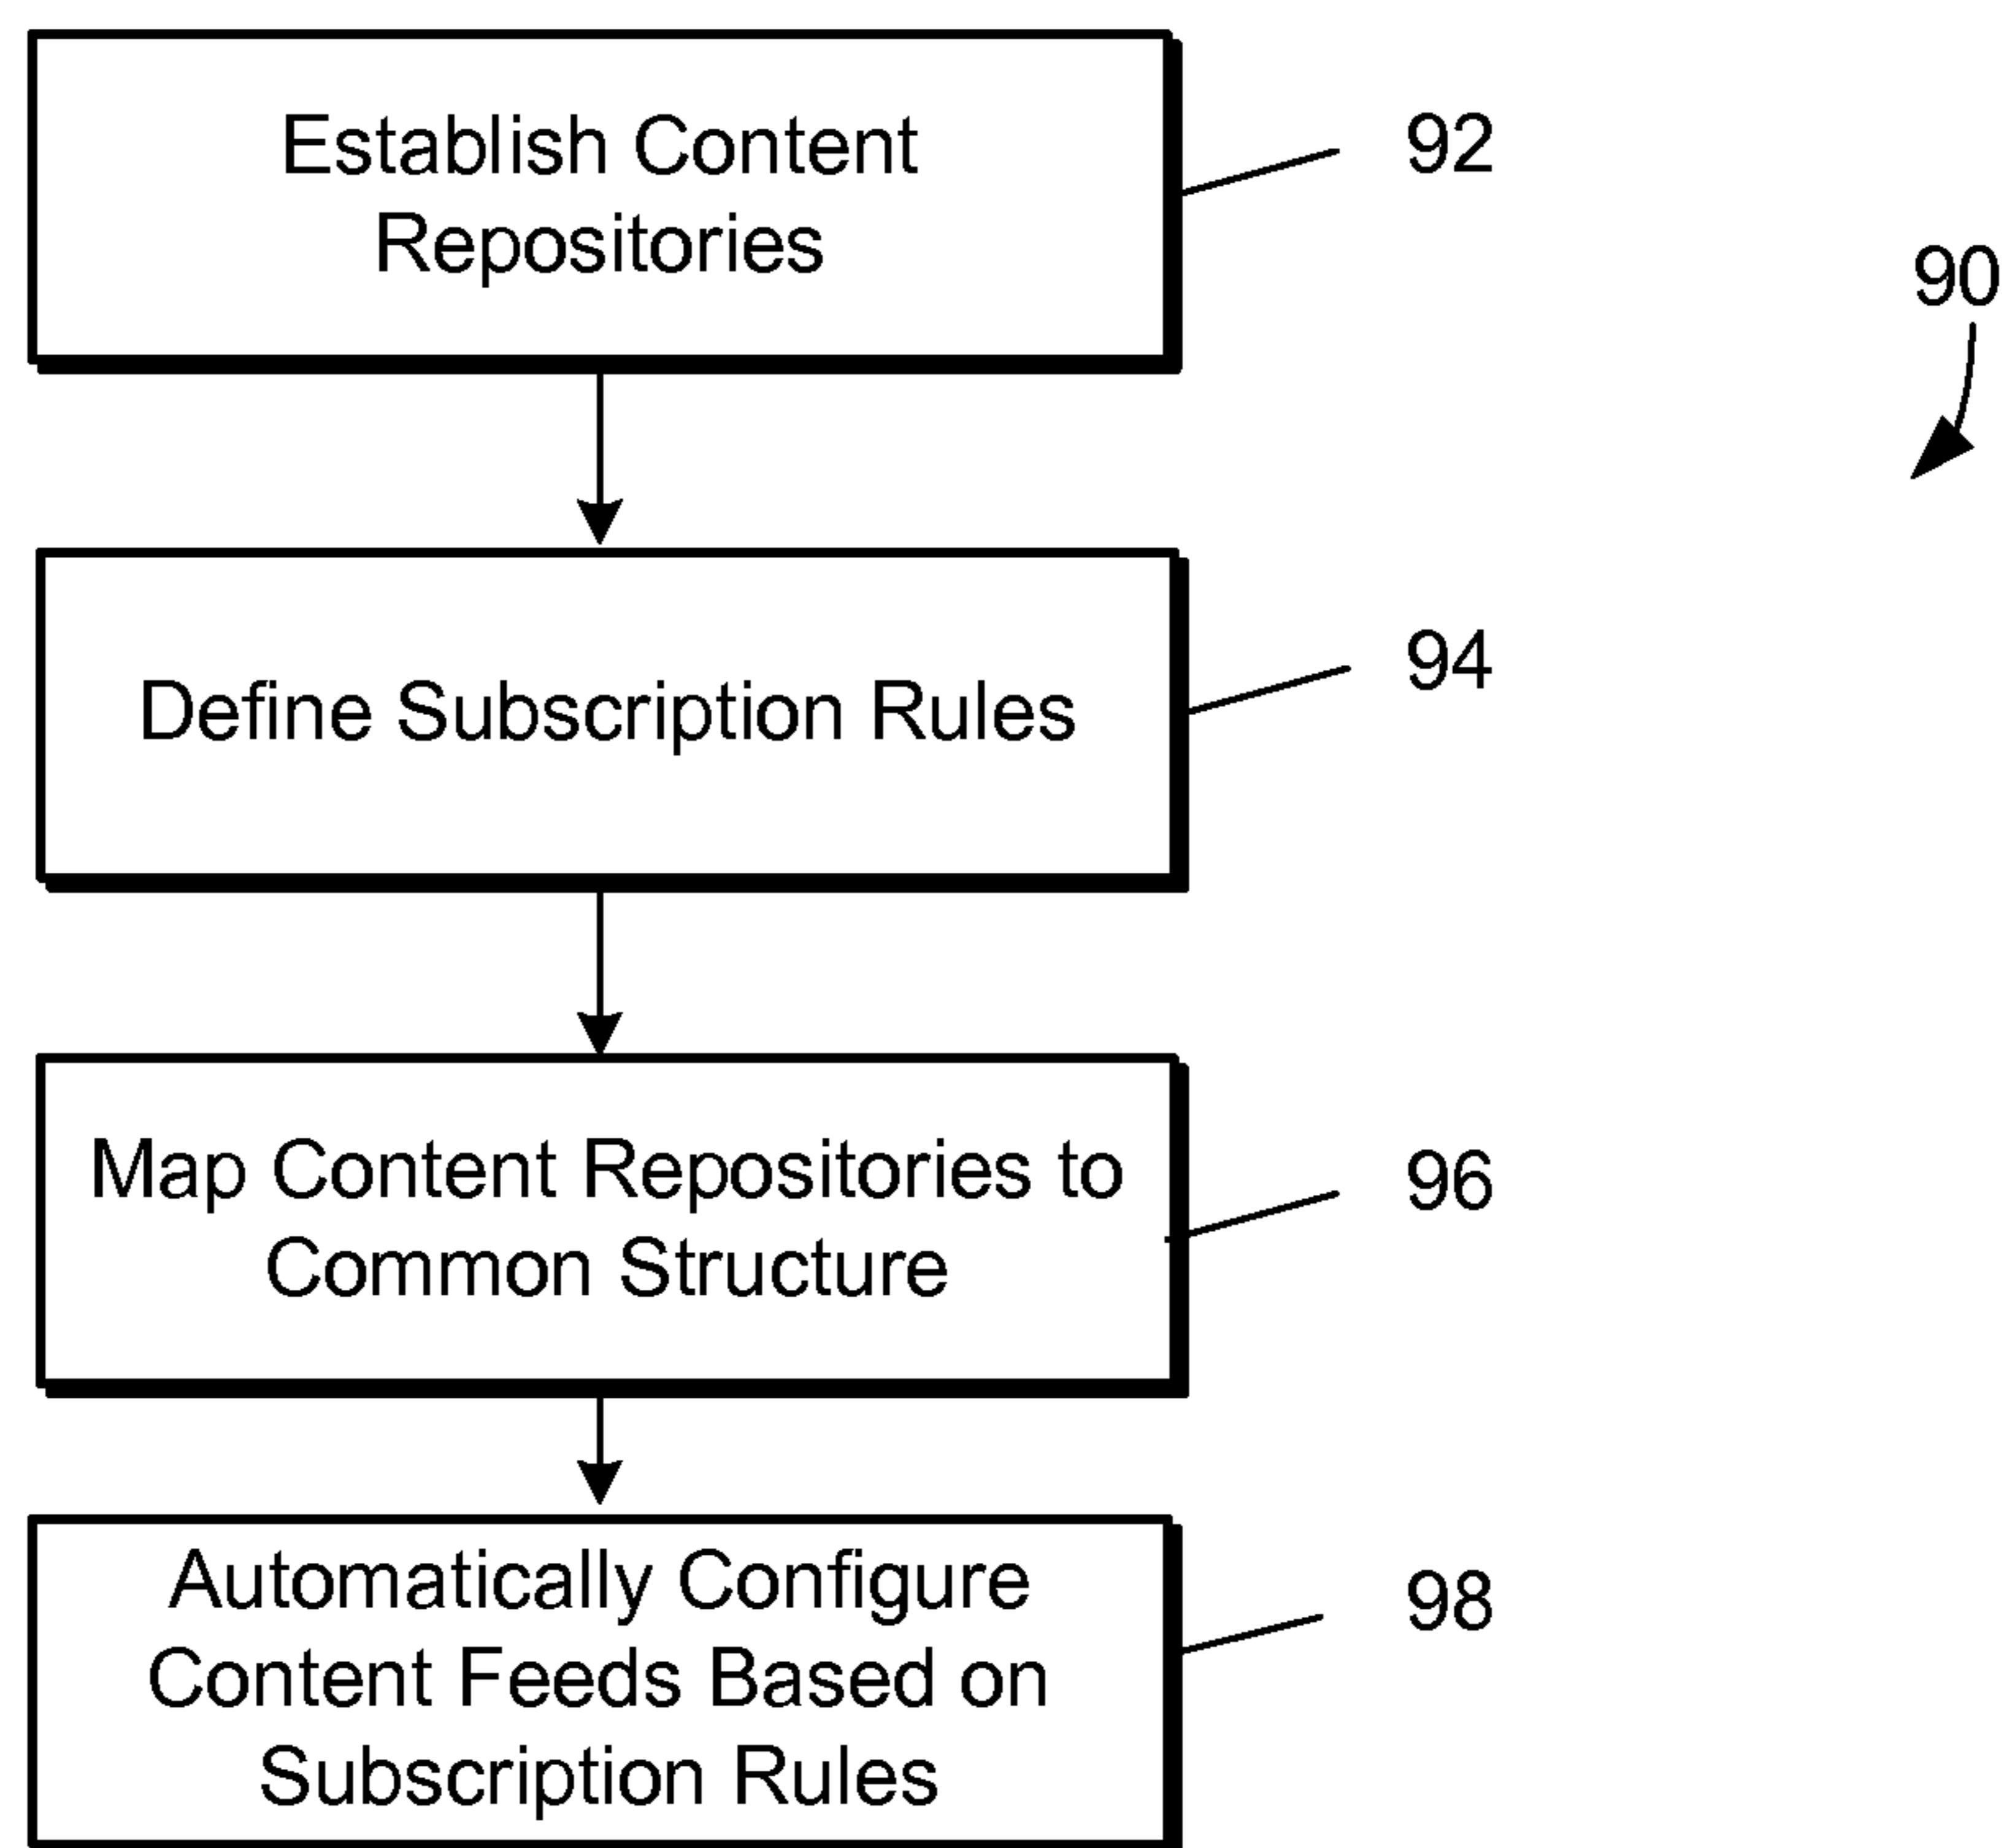 Establish Content
Repositories
92
90
Define Subscription Rules
94
Map Content Repositories to
Common Structure
96
Automatically Configure
Content Feeds Based on
Subscription Rules
98